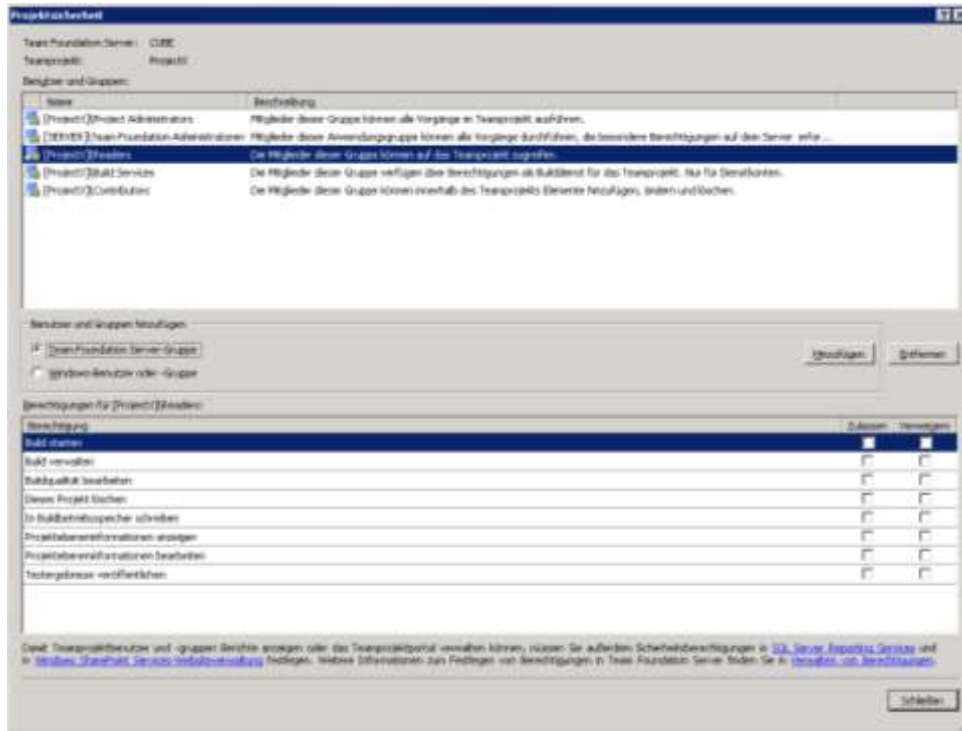 Projektsicherheit
Team Foundation Server: CUBE
Teamprojekt: ProjectX
Benutzer und Gruppen:
Name Beschreibung
[ProjectX]\Project Administrators Mitglieder dieser Gruppe können alle Vorgänge im Teamprojekt ausführen.
[SERVER]\Team Foundation-Administratoren Mitglieder dieser Anwendungsgruppe können alle Vorgänge durchführen, die besondere Berechtigungen auf dem Server erfor...
[ProjectX]\Readers Die Mitglieder dieser Gruppe können auf das Teamprojekt zugreifen.
[ProjectX]\Build Services Die Mitglieder dieser Gruppe verfügen über Berechtigungen als Builddienst für das Teamprojekt. Nur für Dienstkonten.
[ProjectX]\Contributors Die Mitglieder dieser Gruppe können innerhalb des Teamprojekts Elemente hinzufügen, ändern und löschen.
Benutzer und Gruppen hinzufügen
Team Foundation Server-Gruppe
Windows-Benutzer oder -Gruppe
Hinzufügen
Entfernen
Berechtigungen für [ProjectX]\Readers:
Berechtigung Zulassen Verweigern
Build starten
Build verwalten
Buildqualität bearbeiten
Dieses Projekt löschen
In Buildbetriebsspeicher schreiben
Projektebeneninformationen anzeigen
Projektebeneninformationen bearbeiten
Testergebnisse veröffentlichen
Damit Teamprojektbenutzer und -gruppen Berichte anzeigen oder das Teamprojektportal verwalten können, müssen Sie außerdem Sicherheitsberechtigungen in SQL Server Reporting Services und
in Windows SharePoint Services-Websiteverwaltung festlegen. Weitere Informationen zum Festlegen von Berechtigungen in Team Foundation Server finden Sie in Verwalten von Berechtigungen.
Schließen